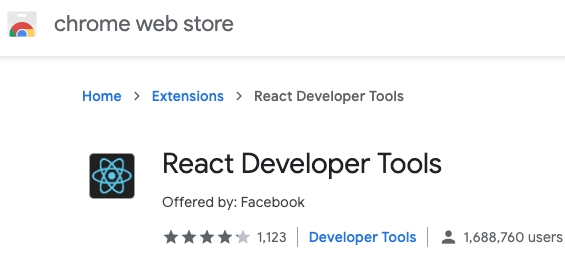 chrome web store
Home > Extensions > React Developer Tools
React Developer Tools
Offered by: Facebook
1,123 Developer Tools 1,688,760 users